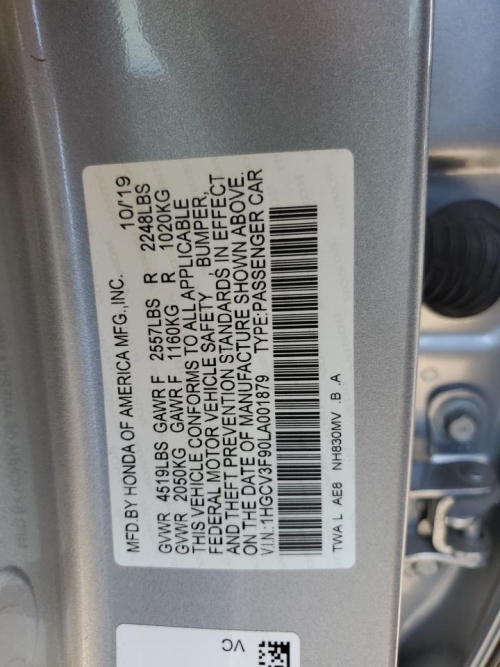 MFD.BY HONDA OF AMERICA MFG.,INC. 10/'19
GVWR 4519LBS GAWR F 2557LBS R 2248LBS
GVWR 2050KG GAWR F 1160KG R 1020KG
THIS VEHICLE CONFORMS TO ALL APPLICABLE
FEDERAL MOTOR VEHICLE SAFETY , BUMPER,
AND THEFT PREVENTION STANDARDS IN EFFECT
ON THE DATE OF MANUFACTURE SHOWN ABOVE.
V.I.N.:1HGCV3F90LA001879 TYPE:PASSENGER CAR
TWA L AE8 NH830MV .B .A
VC